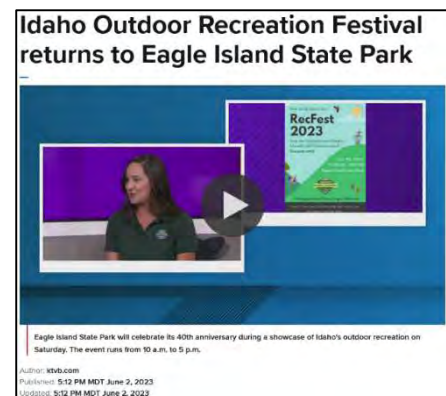 Idaho Outdoor Recreation Festival
returns to Eagle Island State Park
RecFest
2023
Eagle Island State Park will celebrate its 40th anniversary during a showcase of Idaho's outdoor recreation on
Saturday. The event runs from 10 a.m. to 5 p.m.
Author: ktvb.com
Published: 5:12 PM MDT June 2, 2023
Updated: 5:12 PM MDT June 2, 2023